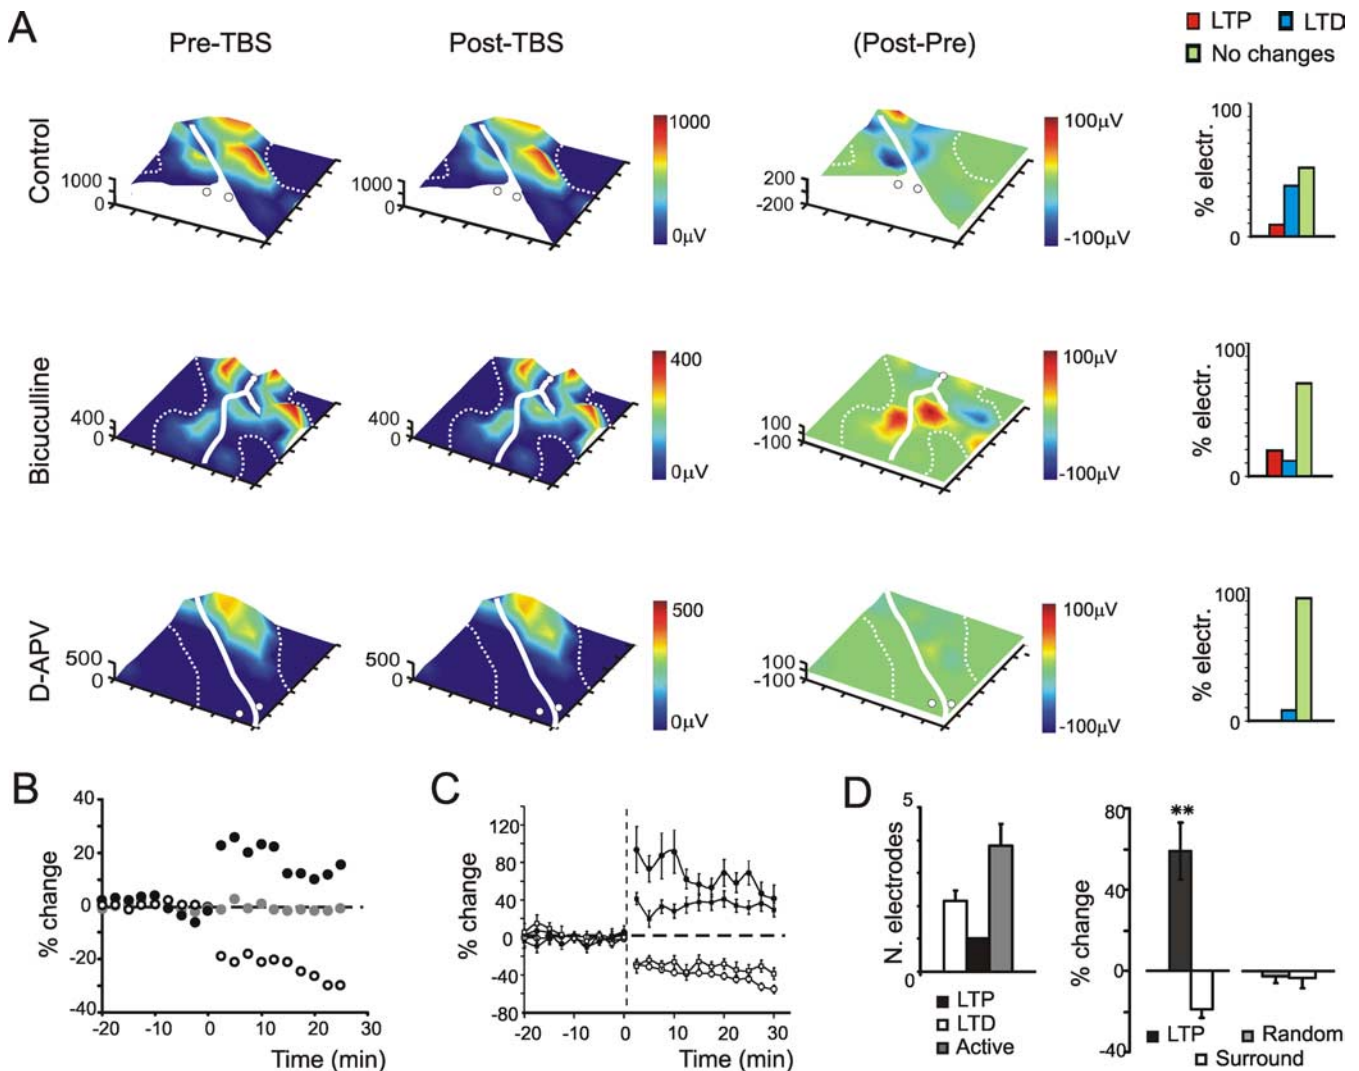 A
Pre-TBS
Post-TBS
(Post-Pre)
LTP
LTD
No changes
Control
1000
0
1000
0
1000
0µV
200
-200
100µV
-100µV
% electr.
100
0
Bicuculline
400
0
400
0
400
0µV
100
-100
100µV
-100µV
% electr.
100
0
D-APV
500
0
500
0
500
0µV
100
-100
100µV
-100µV
% electr.
100
0
B
% change
40
20
0
-20
-40
-20
-10
0
10
20
30
Time (min)
C
% change
120
80
40
0
-40
-80
-20
-10
0
10
20
30
Time (min)
D
N. electrodes
5
0
LTP
LTD
Active
% change
80
40
0
-40
**
LTP
Random
Surround